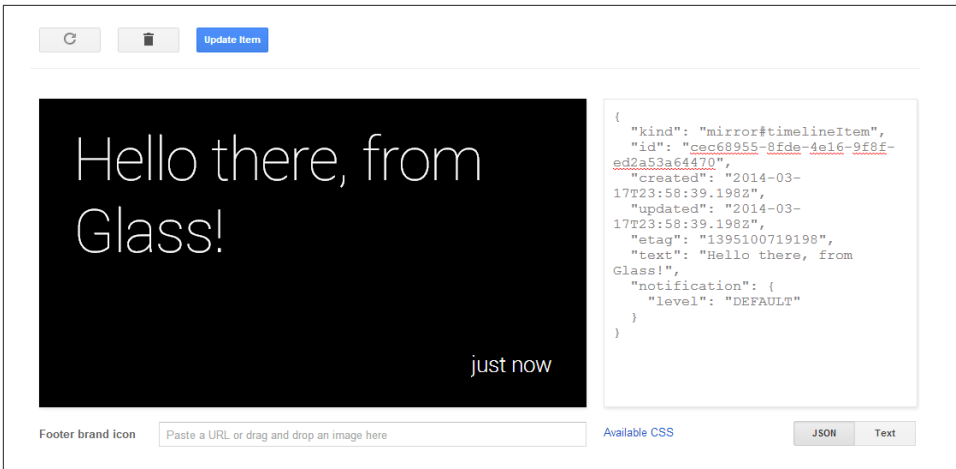 Update Item
Hello there, from
Glass!
just now
{
"kind": "mirror#timelineItem",
"id": "cec68955-8fde-4e16-9f8f-
ed2a53a64470",
"created": "2014-03-
17T23:58:39.198Z",
"updated": "2014-03-
17T23:58:39.198Z",
"etag": "1395100719198",
"text": "Hello there, from
Glass!",
"notification": {
"level": "DEFAULT"
}
}
Footer brand icon
Paste a URL or drag and drop an image here
Available CSS
JSON
Text